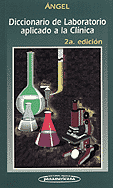 ÁNGEL
Diccionario de Laboratorio
aplicado a la Clínica
2a. edición
panamericana